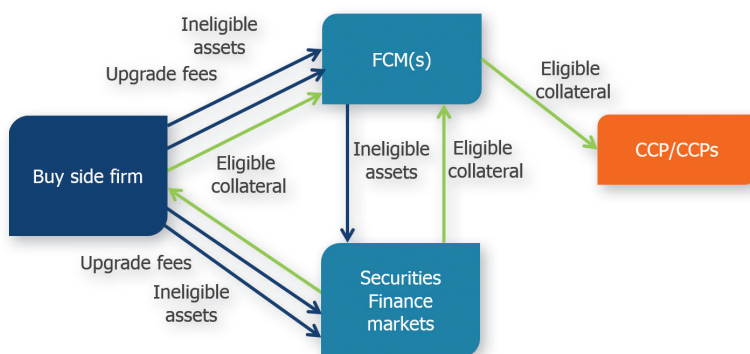 Ineligible
assets
Upgrade fees
FCM(s)
Eligible
collateral
Buy side firm
Eligible
collateral
Ineligible
assets
Eligible
collateral
CCP/CCPs
Upgrade fees
Ineligible
assets
Securities
Finance
markets